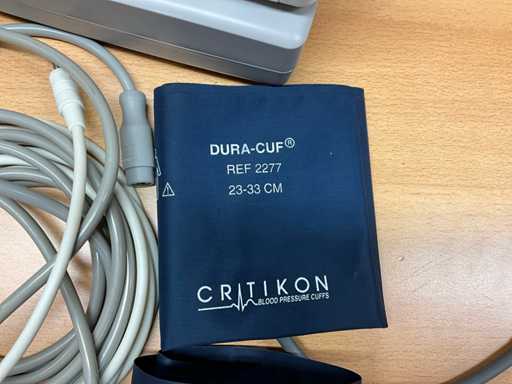 DURA-CUF®
REF 2277
23-33 CM
CRITIKON
BLOOD PRESSURE CUFFS